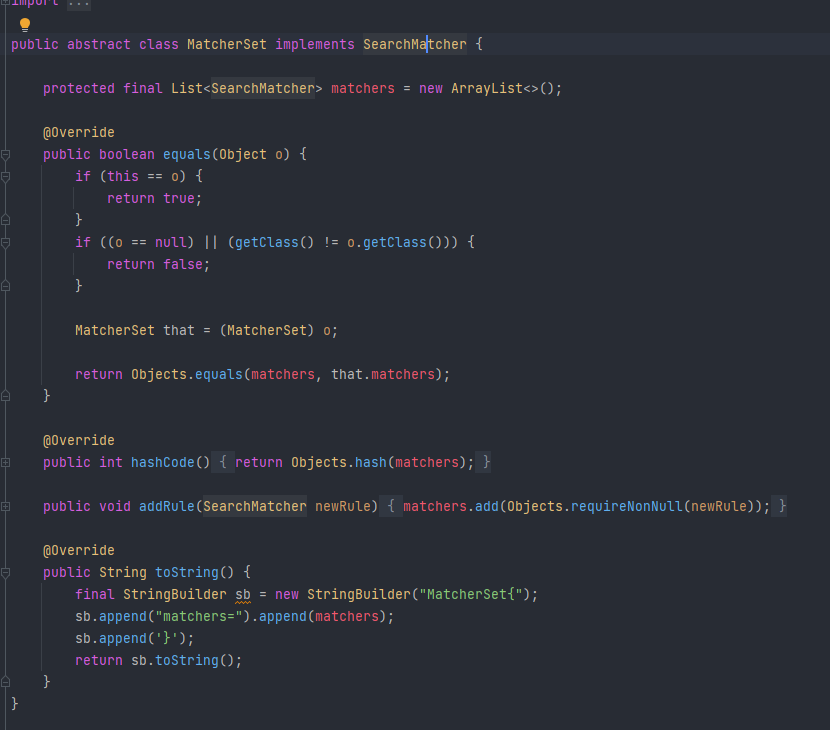 import ...
public abstract class MatcherSet implements SearchMatcher {
protected final List<SearchMatcher> matchers = new ArrayList<>();
@Override
public boolean equals(Object o) {
if (this == o) {
return true;
}
if ((o == null) || (getClass() != o.getClass())) {
return false;
}
MatcherSet that = (MatcherSet) o;
return Objects.equals(matchers, that.matchers);
}
@Override
public int hashCode() { return Objects.hash(matchers); }
public void addRule(SearchMatcher newRule) { matchers.add(Objects.requireNonNull(newRule)); }
@Override
public String toString() {
final StringBuilder sb = new StringBuilder("MatcherSet{");
sb.append("matchers=").append(matchers);
sb.append('}');
return sb.toString();
}
}